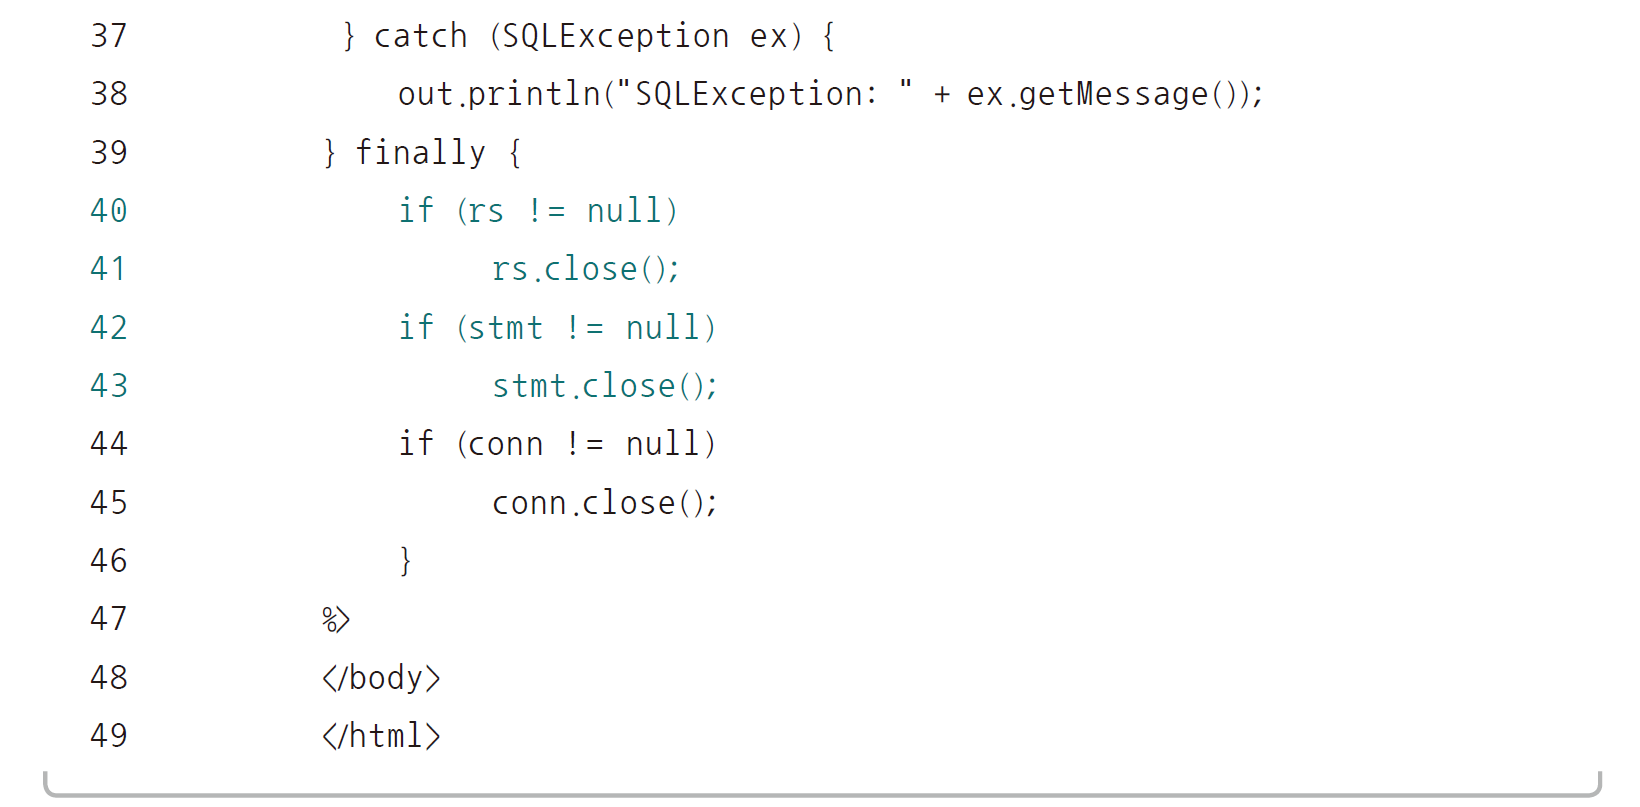 37 } catch (SQLException ex) {
38 out.println("SQLException: " + ex.getMessage());
39 } finally {
40 if (rs != null)
41 rs.close();
42 if (stmt != null)
43 stmt.close();
44 if (conn != null)
45 conn.close();
46 }
47 %>
48 </body>
49 </html>